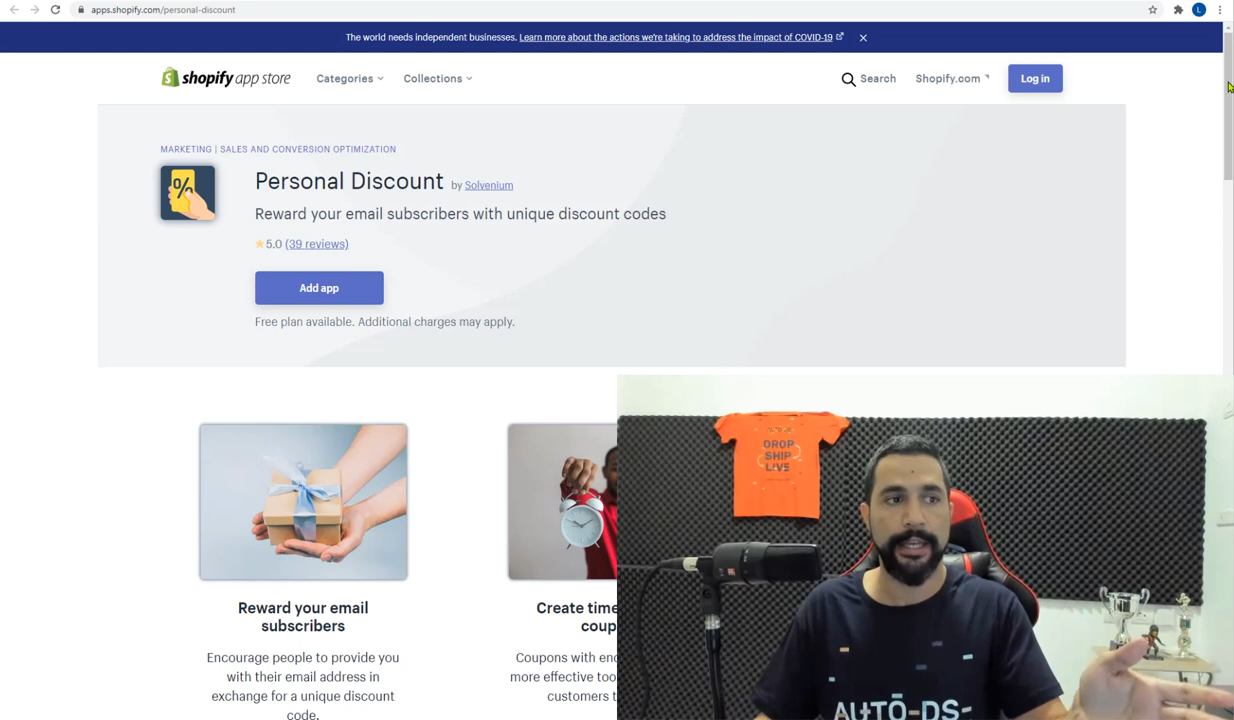 apps.shopify.com/personal-discount
L
The world needs independent businesses. Learn more about the actions we're taking to address the impact of COVID-19
shopify app store
Categories
Collections
Search
Shopify.com
Log in
MARKETING | SALES AND CONVERSION OPTIMIZATION
%
Personal Discount by Solvenium
Reward your email subscribers with unique discount codes
5.0 (39 reviews)
Add app
Free plan available. Additional charges may apply.
Reward your email
subscribers
Encourage people to provide you
with their email address in
exchange for a unique discount
code.
Create time
coup
Coupons with en
more effective too
customers t
DROP
SHIP
LIVE
AUTO-DS-